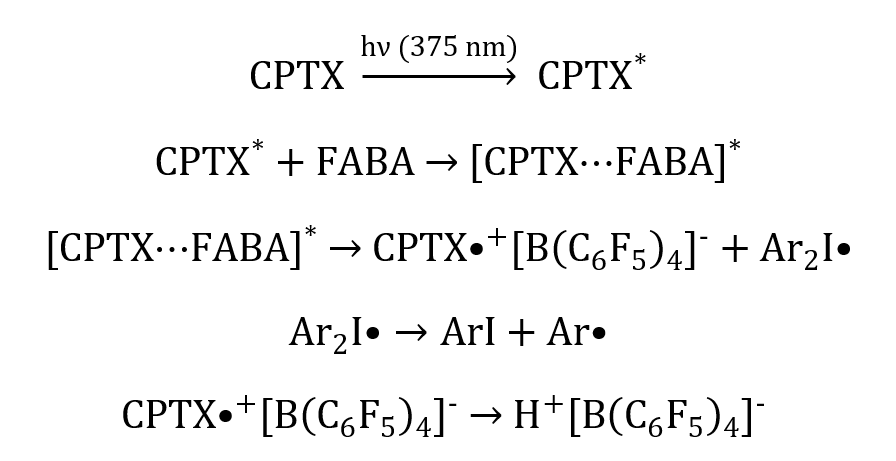 CPTX hν (375 nm) → CPTX*
CPTX* + FABA → [CPTX⋯FABA]*
[CPTX⋯FABA]* → CPTX•⁺[B(C₆F₅)₄]⁻ + Ar₂I•
Ar₂I• → ArI + Ar•
CPTX•⁺[B(C₆F₅)₄]⁻ → H⁺[B(C₆F₅)₄]⁻